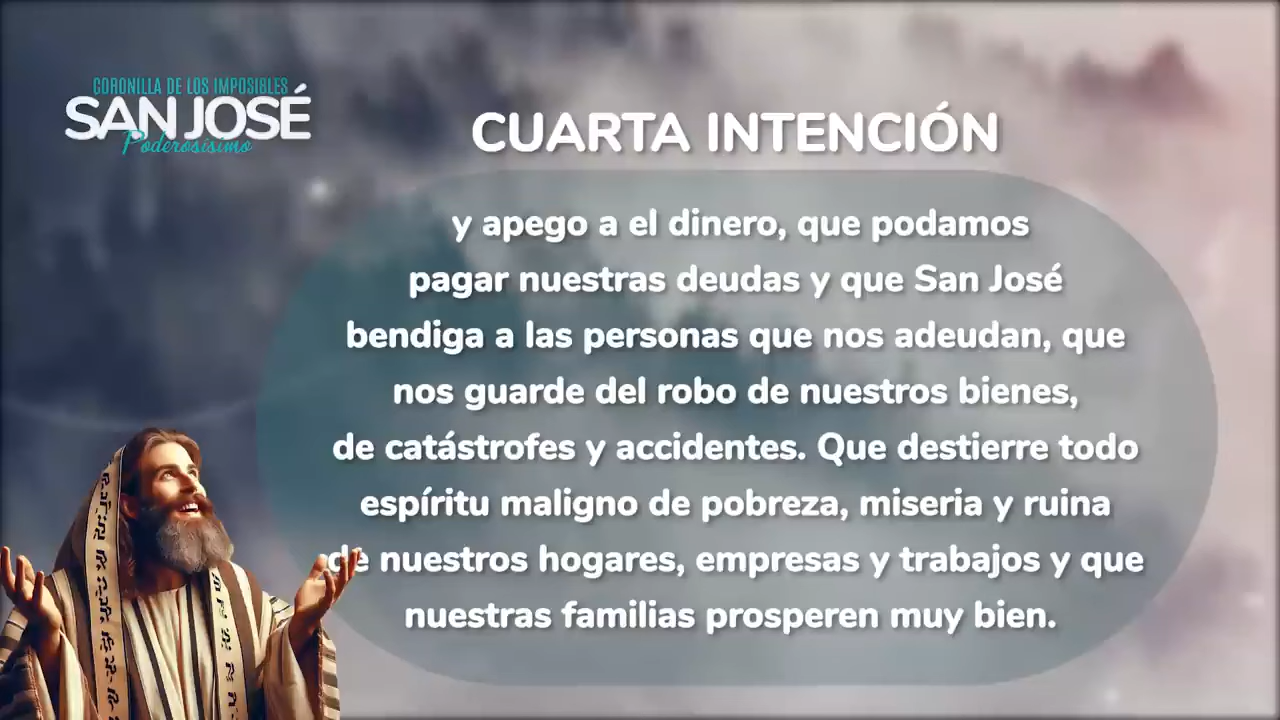 CORONILLA DE LOS IMPOSIBLES
SAN JOSÉ
Poderosísimo
CUARTA INTENCIÓN
y apego a el dinero, que podamos
pagar nuestras deudas y que San José
bendiga a las personas que nos adeudan, que
nos guarde del robo de nuestros bienes,
de catástrofes y accidentes. Que destierre todo
espíritu maligno de pobreza, miseria y ruina
de nuestros hogares, empresas y trabajos y que
nuestras familias prosperen muy bien.